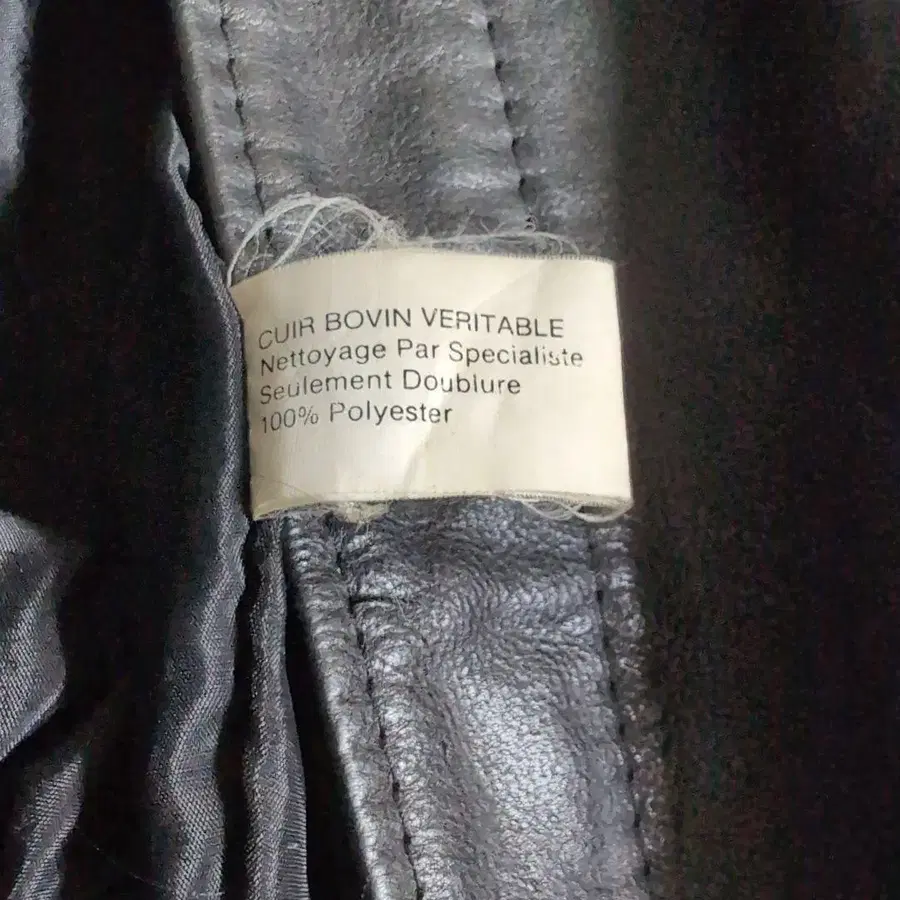 CUIR BOVIN VERITABLE
Nettoyage Par Specialiste
Seulement Doublure
100% Polyester